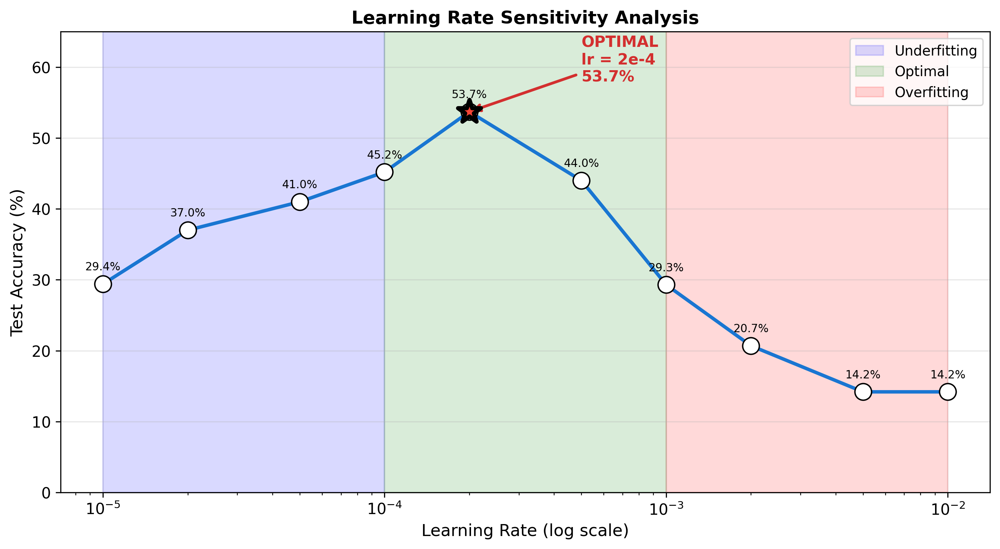 Learning Rate Sensitivity Analysis
OPTIMAL
lr = 2e-4
53.7%
Underfitting
Optimal
Overfitting
60
50
40
30
20
10
0
Test Accuracy (%)
29.4%
37.0%
41.0%
45.2%
53.7%
44.0%
29.3%
20.7%
14.2%
14.2%
10⁻⁵
10⁻⁴
10⁻³
10⁻²
Learning Rate (log scale)